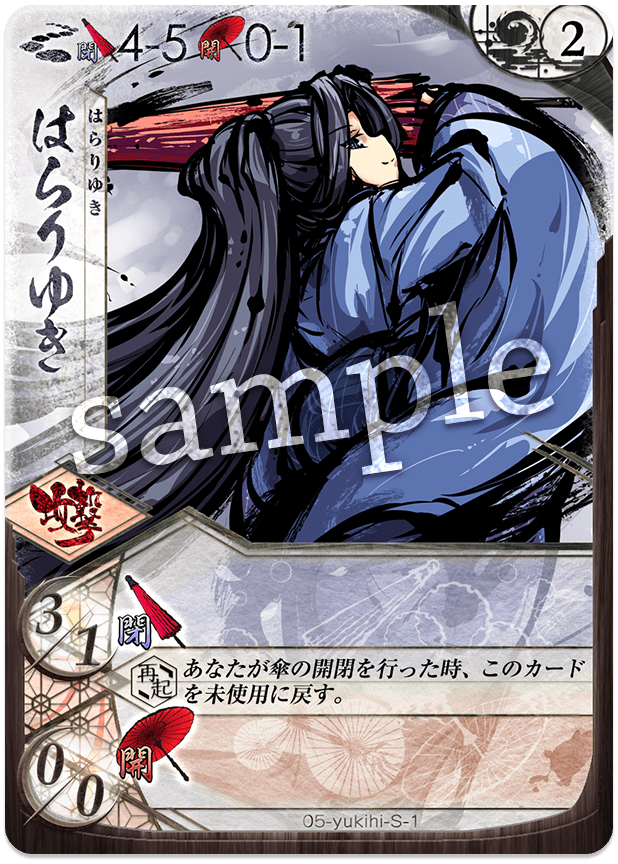 閉 4-5 開 0-1
2
はらりゆき
はらりゆき
sample
攻撃
3/1
閉
再起 あなたが傘の開閉を行った時、このカード
を未使用に戻す。
0/0
開
05-yukihi-S-1